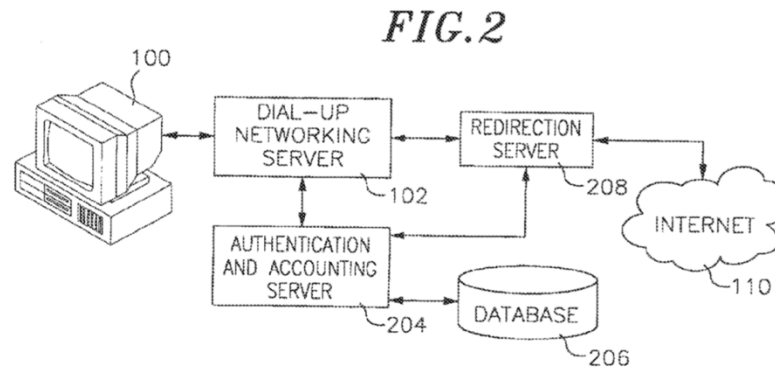 FIG.2
100
DIAL-UP
NETWORKING
SERVER
102
REDIRECTION
SERVER
208
INTERNET
110
AUTHENTICATION
AND ACCOUNTING
SERVER
204
DATABASE
206